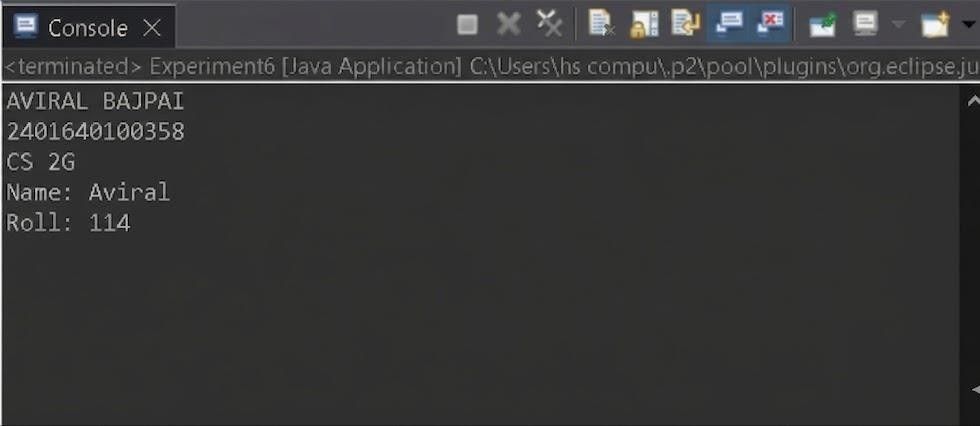 Console
<terminated> Experiment6 [Java Application] C:\Users\hs compu\.p2\pool\plugins\org.eclipse.ju
AVIRAL BAJPAI
2401640100358
CS 2G
Name: Aviral
Roll: 114